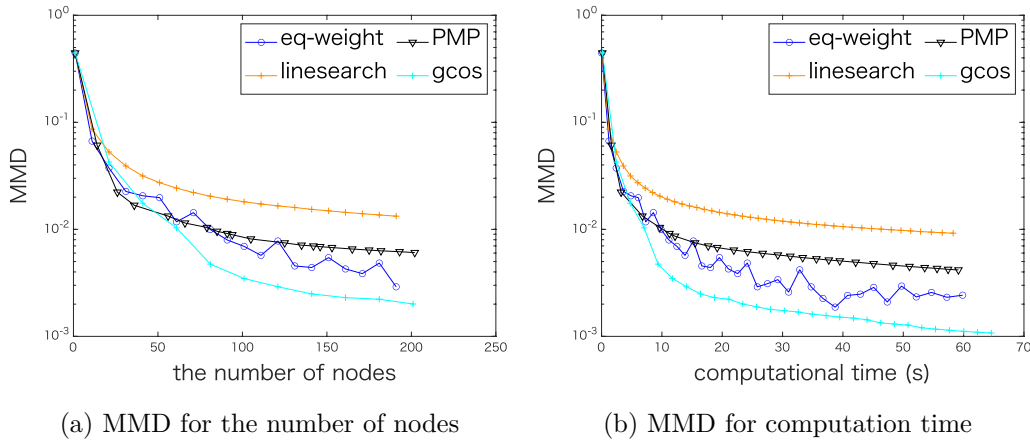 10^0
10^-1
10^-2
10^-3
MMD
eq-weight PMP
linesearch gcos
0 50 100 150 200 250
the number of nodes
(a) MMD for the number of nodes
10^0
10^-1
10^-2
10^-3
MMD
eq-weight PMP
linesearch gcos
0 10 20 30 40 50 60 70
computational time (s)
(b) MMD for computation time